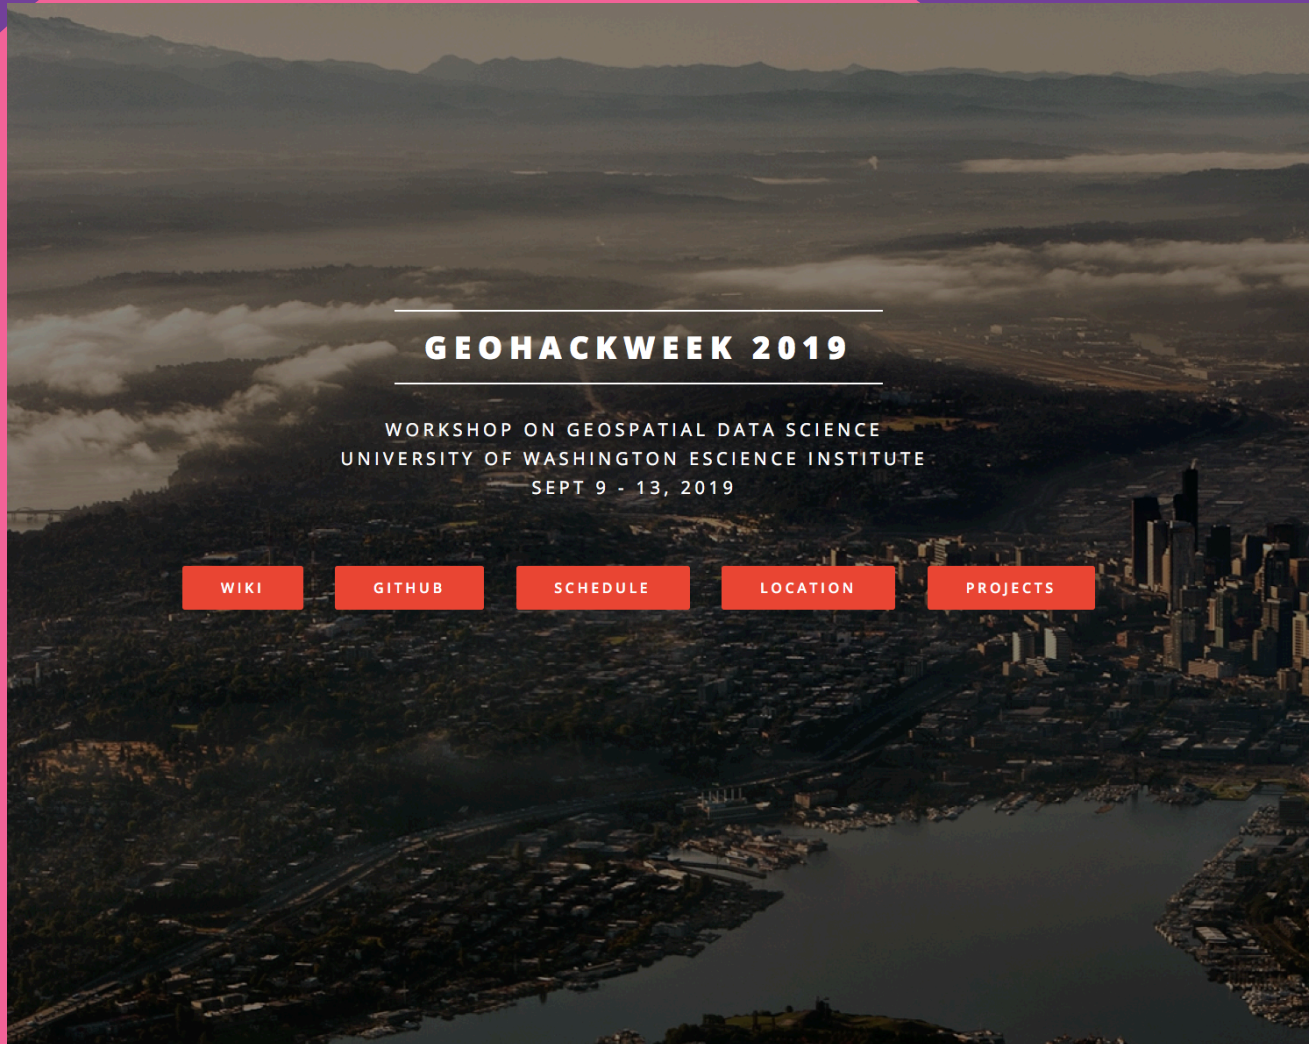 GEOHACKWEEK 2019
WORKSHOP ON GEOSPATIAL DATA SCIENCE
UNIVERSITY OF WASHINGTON ESCIENCE INSTITUTE
SEPT 9 - 13, 2019
WIKI GITHUB SCHEDULE LOCATION PROJECTS